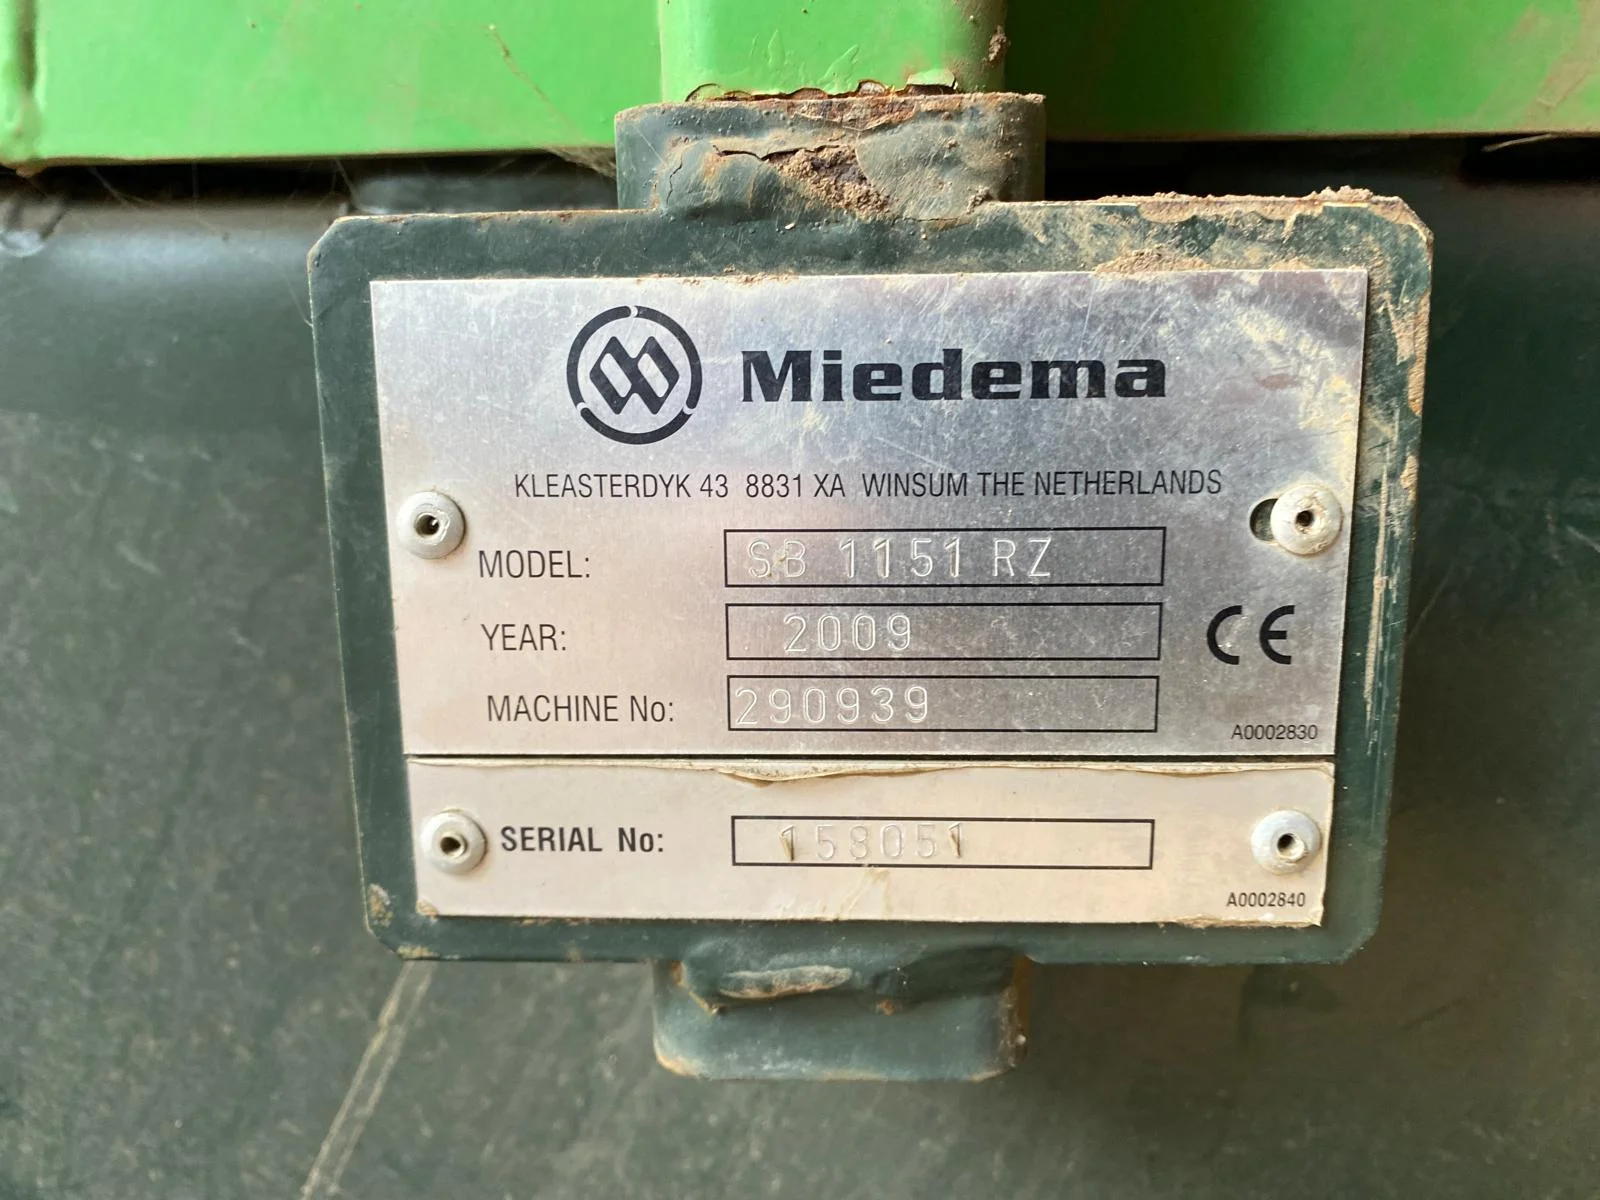 Miedema
KLEASTERDYK 43 8831 XA WINSUM THE NETHERLANDS
MODEL: SB 1151 RZ
YEAR: 2009
CE
MACHINE No: 290939
A0002830
SERIAL No: 158051
A0002840